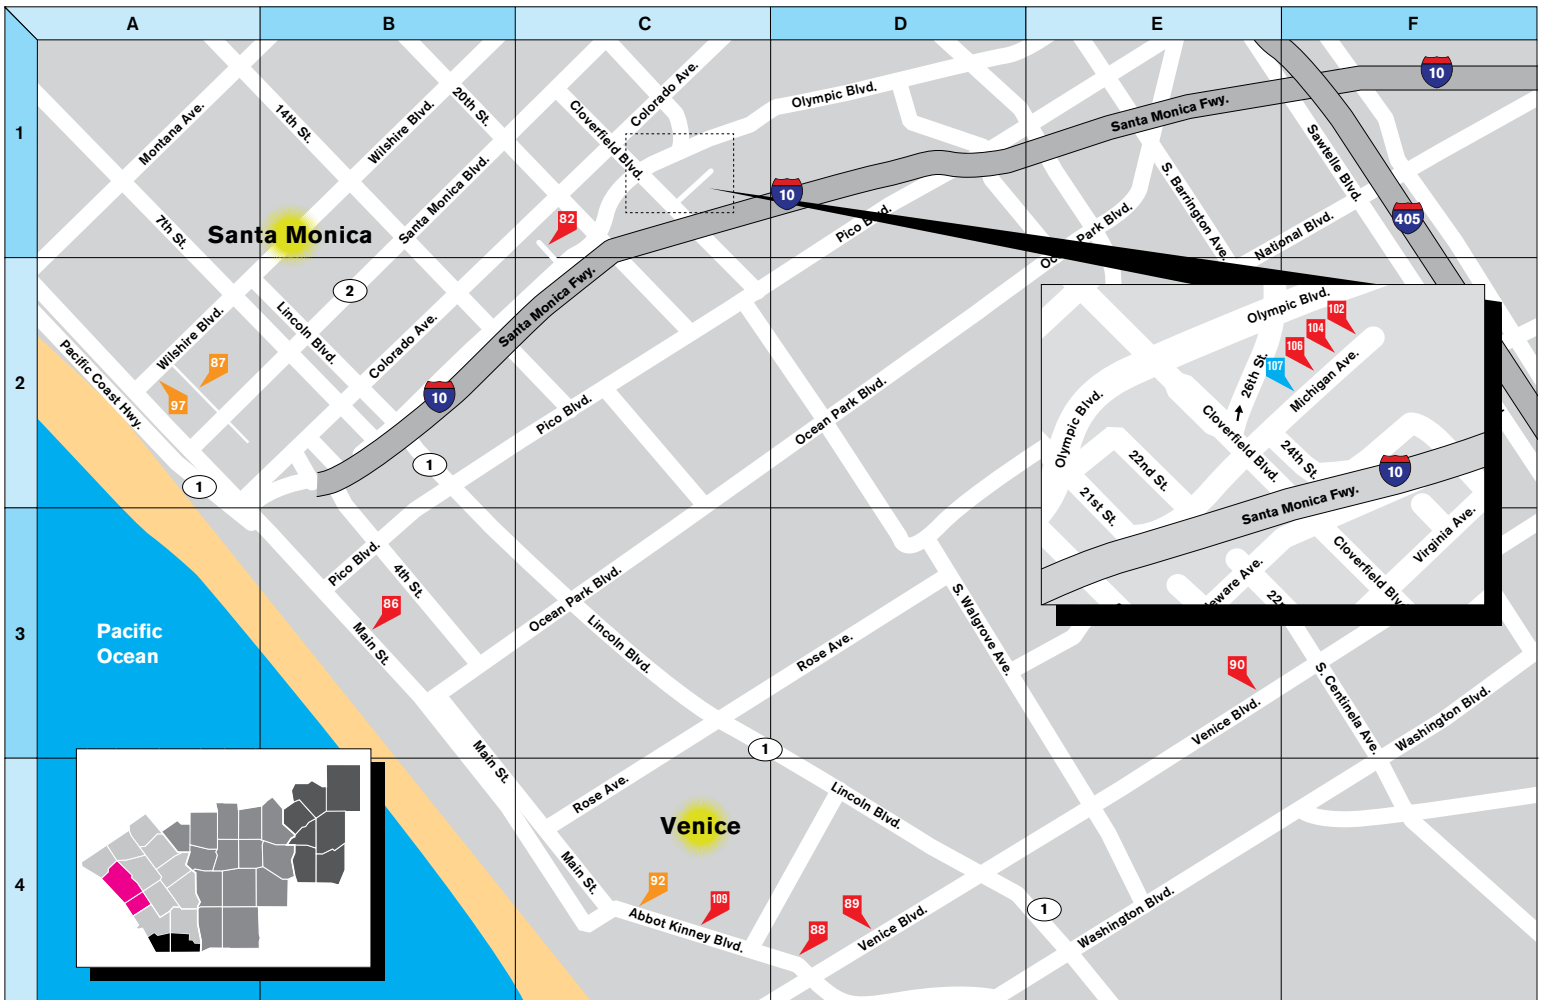 A
B
C
D
E
F
1
2
3
4
Montana Ave.
14th St.
20th St.
Wilshire Blvd.
Santa Monica Blvd.
7th St.
Santa Monica
Cloverfield Blvd.
Colorado Ave.
Olympic Blvd.
Santa Monica Fwy.
10
10
82
Pico Blvd.
Park Blvd.
S. Barrington Ave.
National Blvd.
Sawtelle Blvd.
405
2
Pacific Coast Hwy.
Wilshire Blvd.
87
97
Lincoln Blvd.
Colorado Ave.
Santa Monica Fwy.
10
1
1
Pico Blvd.
Ocean Park Blvd.
Olympic Blvd.
102
104
106
107
26th St.
Michigan Ave.
Olympic Blvd.
Cloverfield Blvd.
24th St.
22nd St.
21st St.
10
Santa Monica Fwy.
Virginia Ave.
Cloverfield Blv
eware Ave.
Pico Blvd.
4th St.
86
Main St.
Ocean Park Blvd.
Lincoln Blvd.
Rose Ave.
S. Walgrove Ave.
90
Venice Blvd.
S. Centinela Ave.
Washington Blvd.
Pacific
Ocean
1
Main St.
Rose Ave.
Venice
Lincoln Blvd.
Main St.
92
109
Abbot Kinney Blvd.
88
89
Venice Blvd.
1
Washington Blvd.